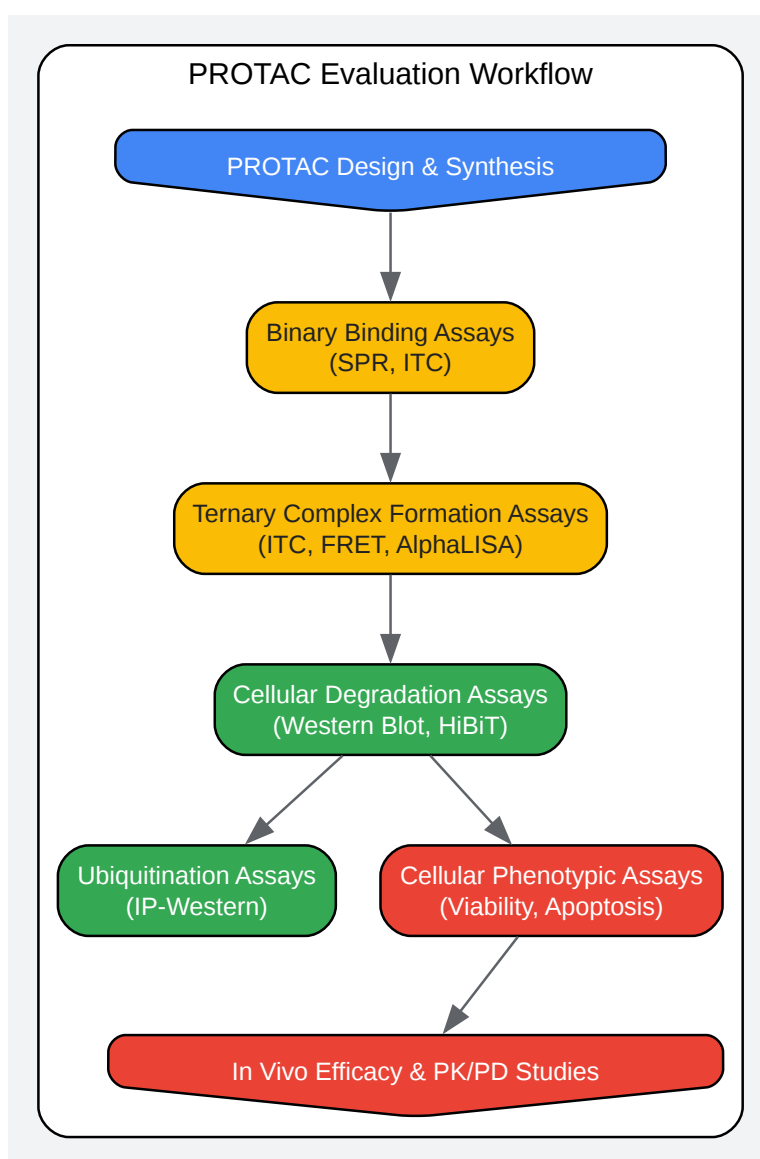 PROTAC Evaluation Workflow
PROTAC Design & Synthesis
Binary Binding Assays
(SPR, ITC)
Ternary Complex Formation Assays
(ITC, FRET, AlphaLISA)
Cellular Degradation Assays
(Western Blot, HiBiT)
Ubiquitination Assays
(IP-Western)
Cellular Phenotypic Assays
(Viability, Apoptosis)
In Vivo Efficacy & PK/PD Studies